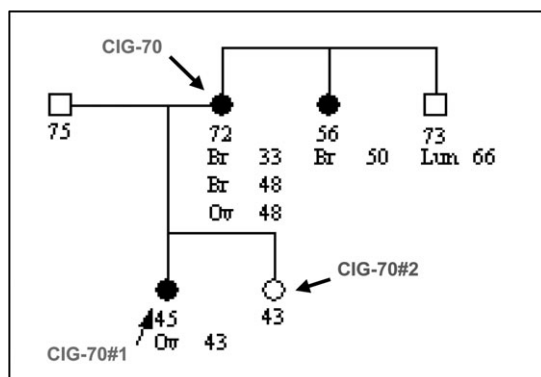 CIG-70
75
72 56 73
Br 33 Br 50 Lun 66
Br 48
Ov 48
CIG-70#2
45 43
Ov 43
CIG-70#1